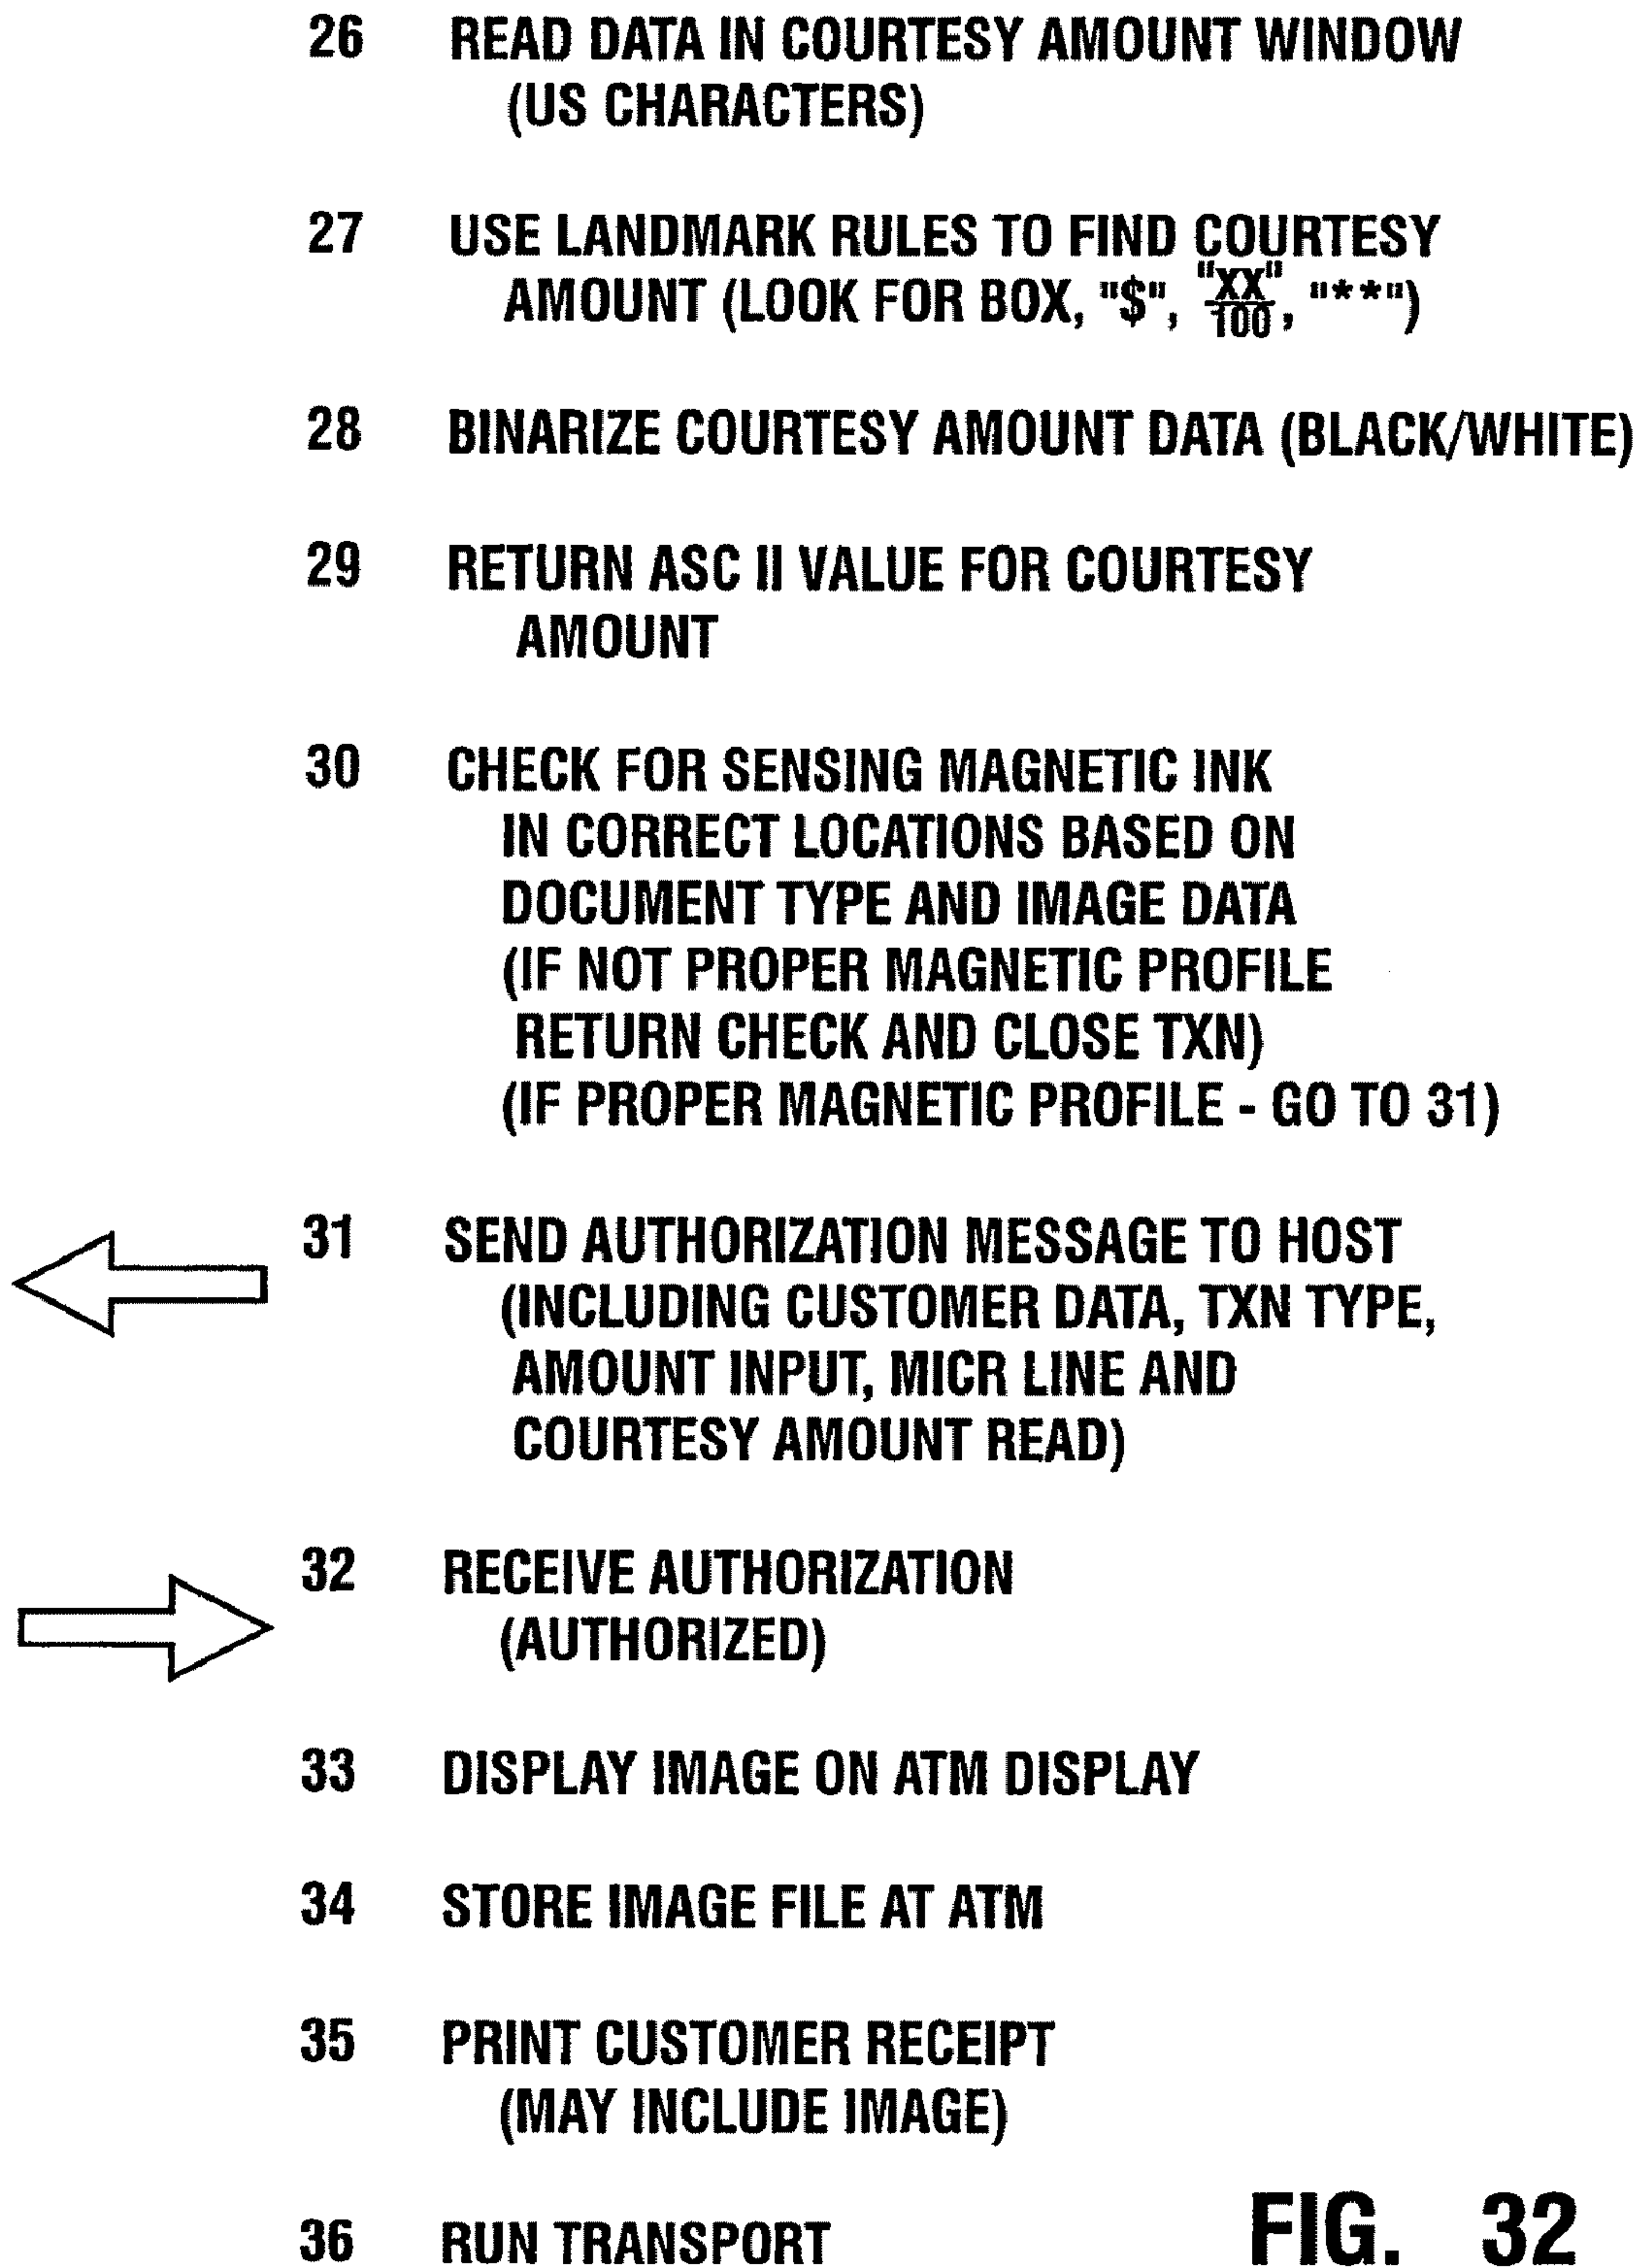 26 READ DATA IN COURTESY AMOUNT WINDOW
(US CHARACTERS)
27 USE LANDMARK RULES TO FIND COURTESY
AMOUNT (LOOK FOR BOX, "$", "XX"/100, "**")
28 BINARIZE COURTESY AMOUNT DATA (BLACK/WHITE)
29 RETURN ASC II VALUE FOR COURTESY
AMOUNT
30 CHECK FOR SENSING MAGNETIC INK
IN CORRECT LOCATIONS BASED ON
DOCUMENT TYPE AND IMAGE DATA
(IF NOT PROPER MAGNETIC PROFILE
RETURN CHECK AND CLOSE TXN)
(IF PROPER MAGNETIC PROFILE - GO TO 31)
31 SEND AUTHORIZATION MESSAGE TO HOST
(INCLUDING CUSTOMER DATA, TXN TYPE,
AMOUNT INPUT, MICR LINE AND
COURTESY AMOUNT READ)
32 RECEIVE AUTHORIZATION
(AUTHORIZED)
33 DISPLAY IMAGE ON ATM DISPLAY
34 STORE IMAGE FILE AT ATM
35 PRINT CUSTOMER RECEIPT
(MAY INCLUDE IMAGE)
36 RUN TRANSPORT
FIG. 32